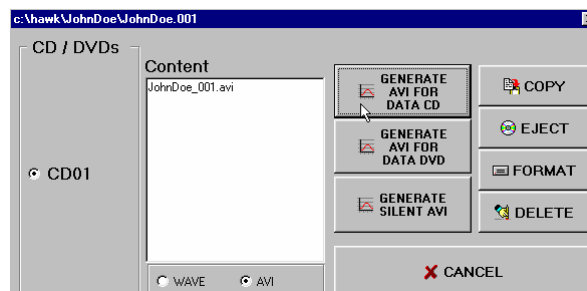 c:\hawk\JohnDoe\JohnDoe.001
CD / DVDs
CD01
Content
JohnDoe_001.avi
WAVE
AVI
GENERATE
AVI FOR
DATA CD
GENERATE
AVI FOR
DATA DVD
GENERATE
SILENT AVI
COPY
EJECT
FORMAT
DELETE
CANCEL